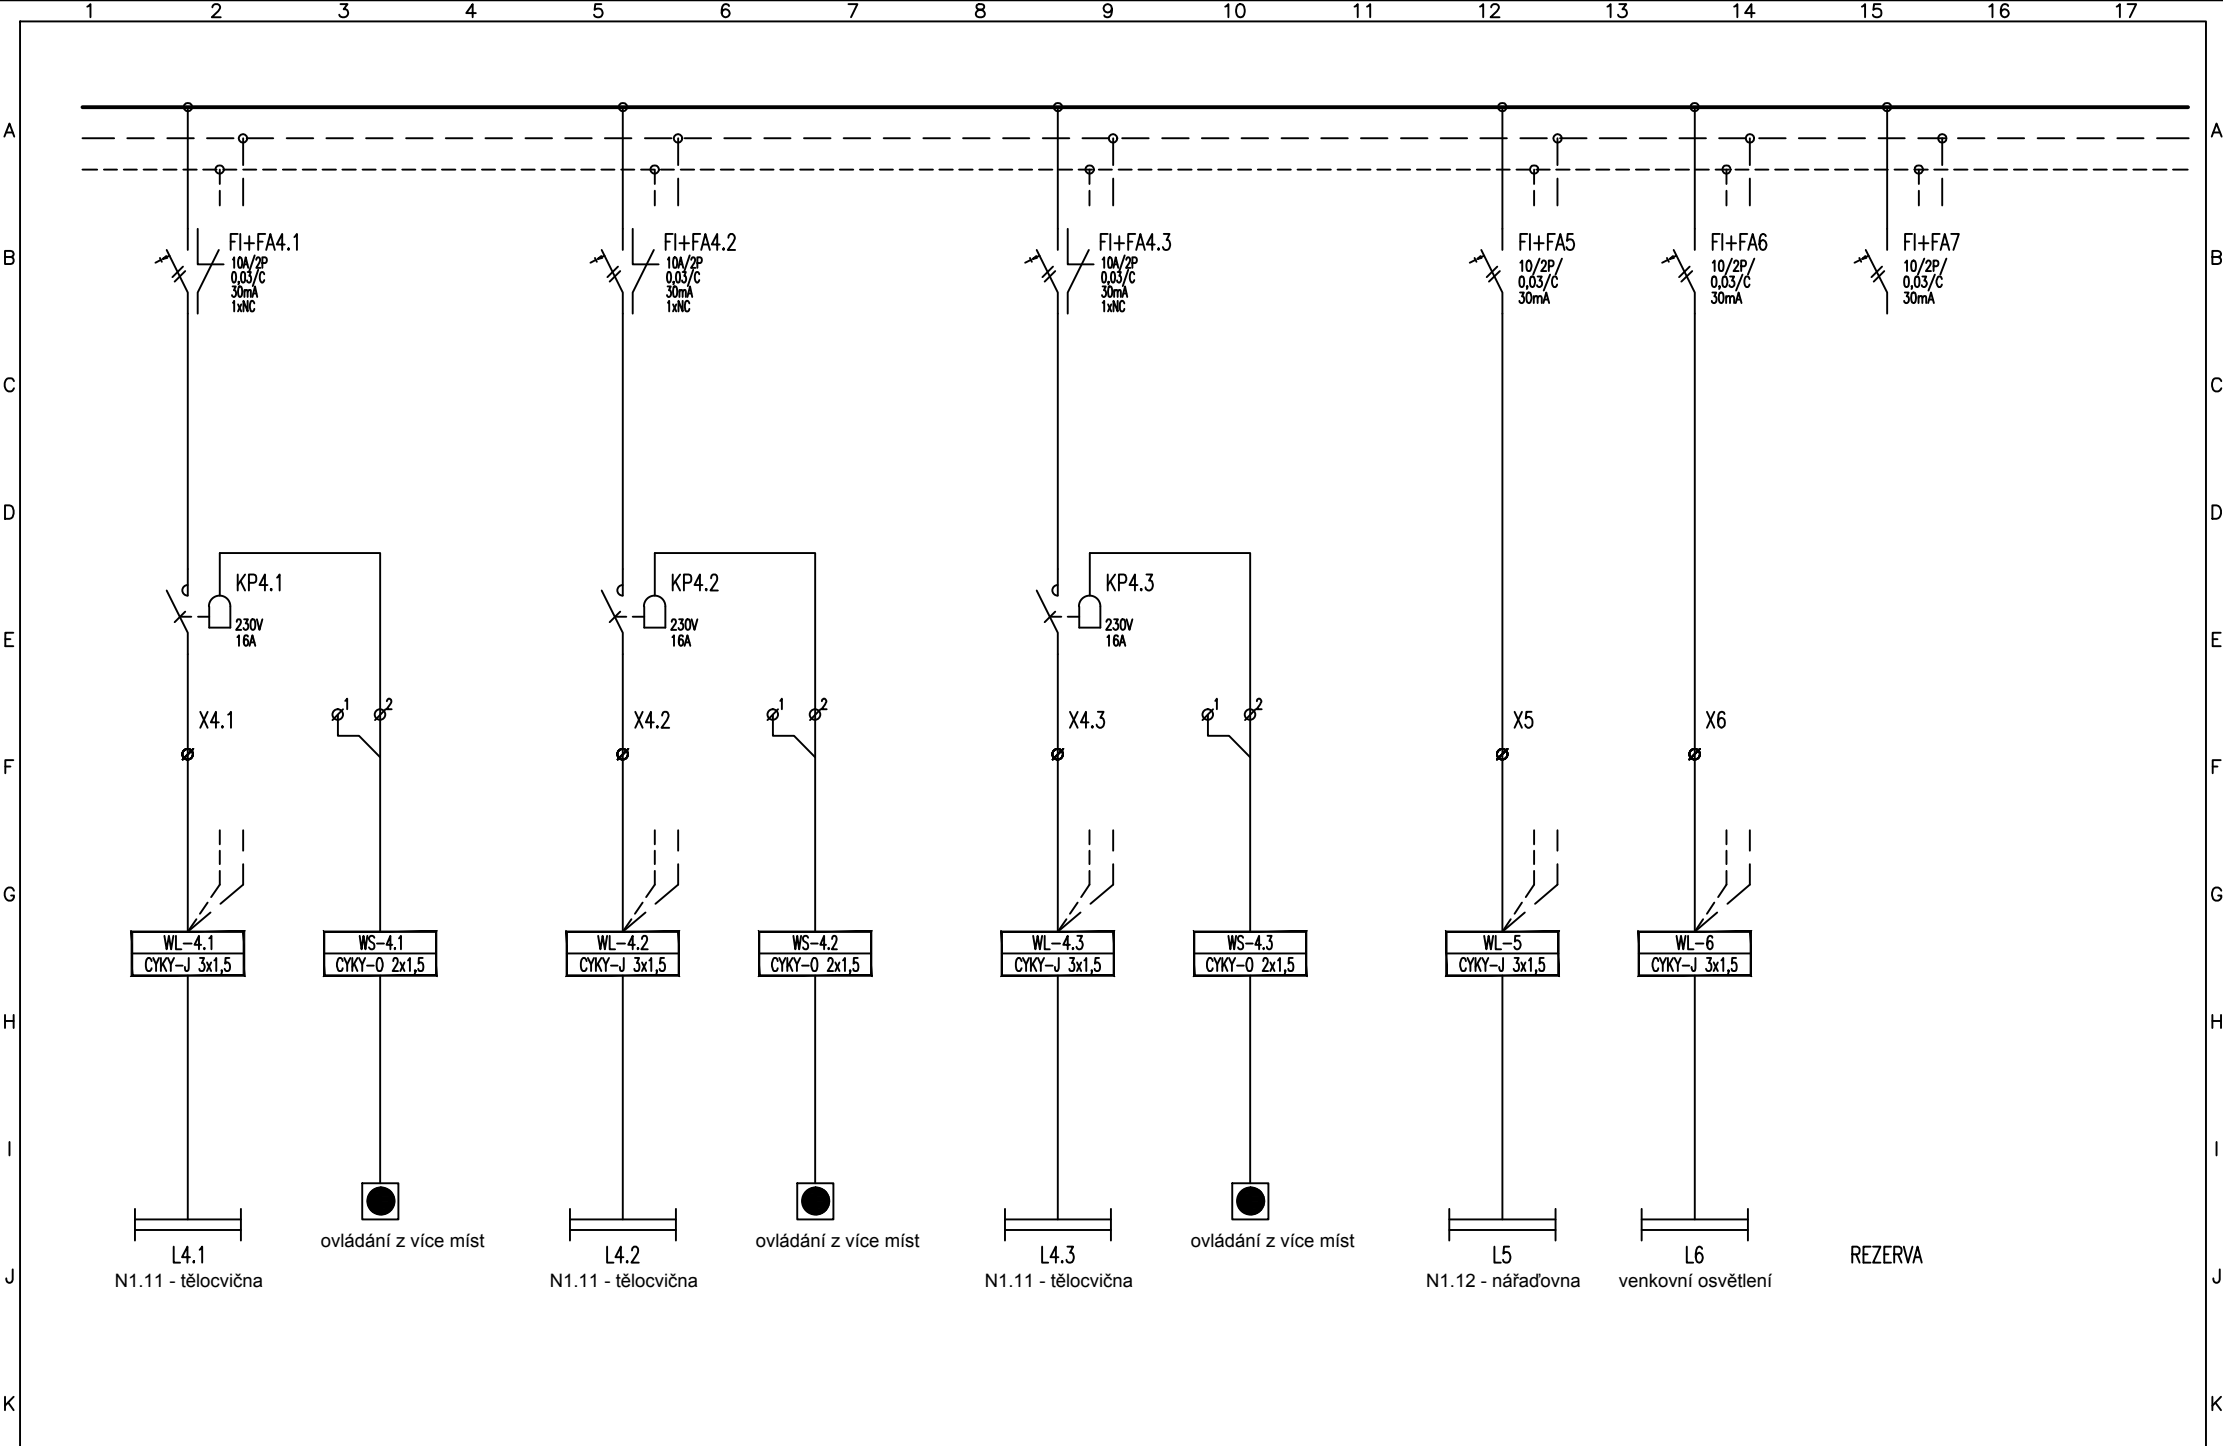 1 2 3 4 5 6 7 8 9 10 11 12 13 14 15 16 17
A A
FI+FA4.1
10A/2P
0,03/C
30mA
1xNC
FI+FA4.2
10A/2P
0,03/C
30mA
1xNC
FI+FA4.3
10A/2P
0,03/C
30mA
1xNC
FI+FA5
10/2P/
0,03/C
30mA
FI+FA6
10/2P/
0,03/C
30mA
FI+FA7
10/2P/
0,03/C
30mA
B B
C C
D D
KP4.1
230V
16A
KP4.2
230V
16A
KP4.3
230V
16A
E E
X4.1
1 2
X4.2
1 2
X4.3
1 2
X5
X6
F F
G G
WL-4.1
CYKY-J 3x1,5
WS-4.1
CYKY-O 2x1,5
WL-4.2
CYKY-J 3x1,5
WS-4.2
CYKY-O 2x1,5
WL-4.3
CYKY-J 3x1,5
WS-4.3
CYKY-O 2x1,5
WL-5
CYKY-J 3x1,5
WL-6
CYKY-J 3x1,5
H H
I I
L4.1
N1.11 - tělocvična
ovládání z více míst
L4.2
N1.11 - tělocvična
ovládání z více míst
L4.3
N1.11 - tělocvična
ovládání z více míst
L5
N1.12 - nářaďovna
L6
venkovní osvětlení
REZERVA
J J
K K